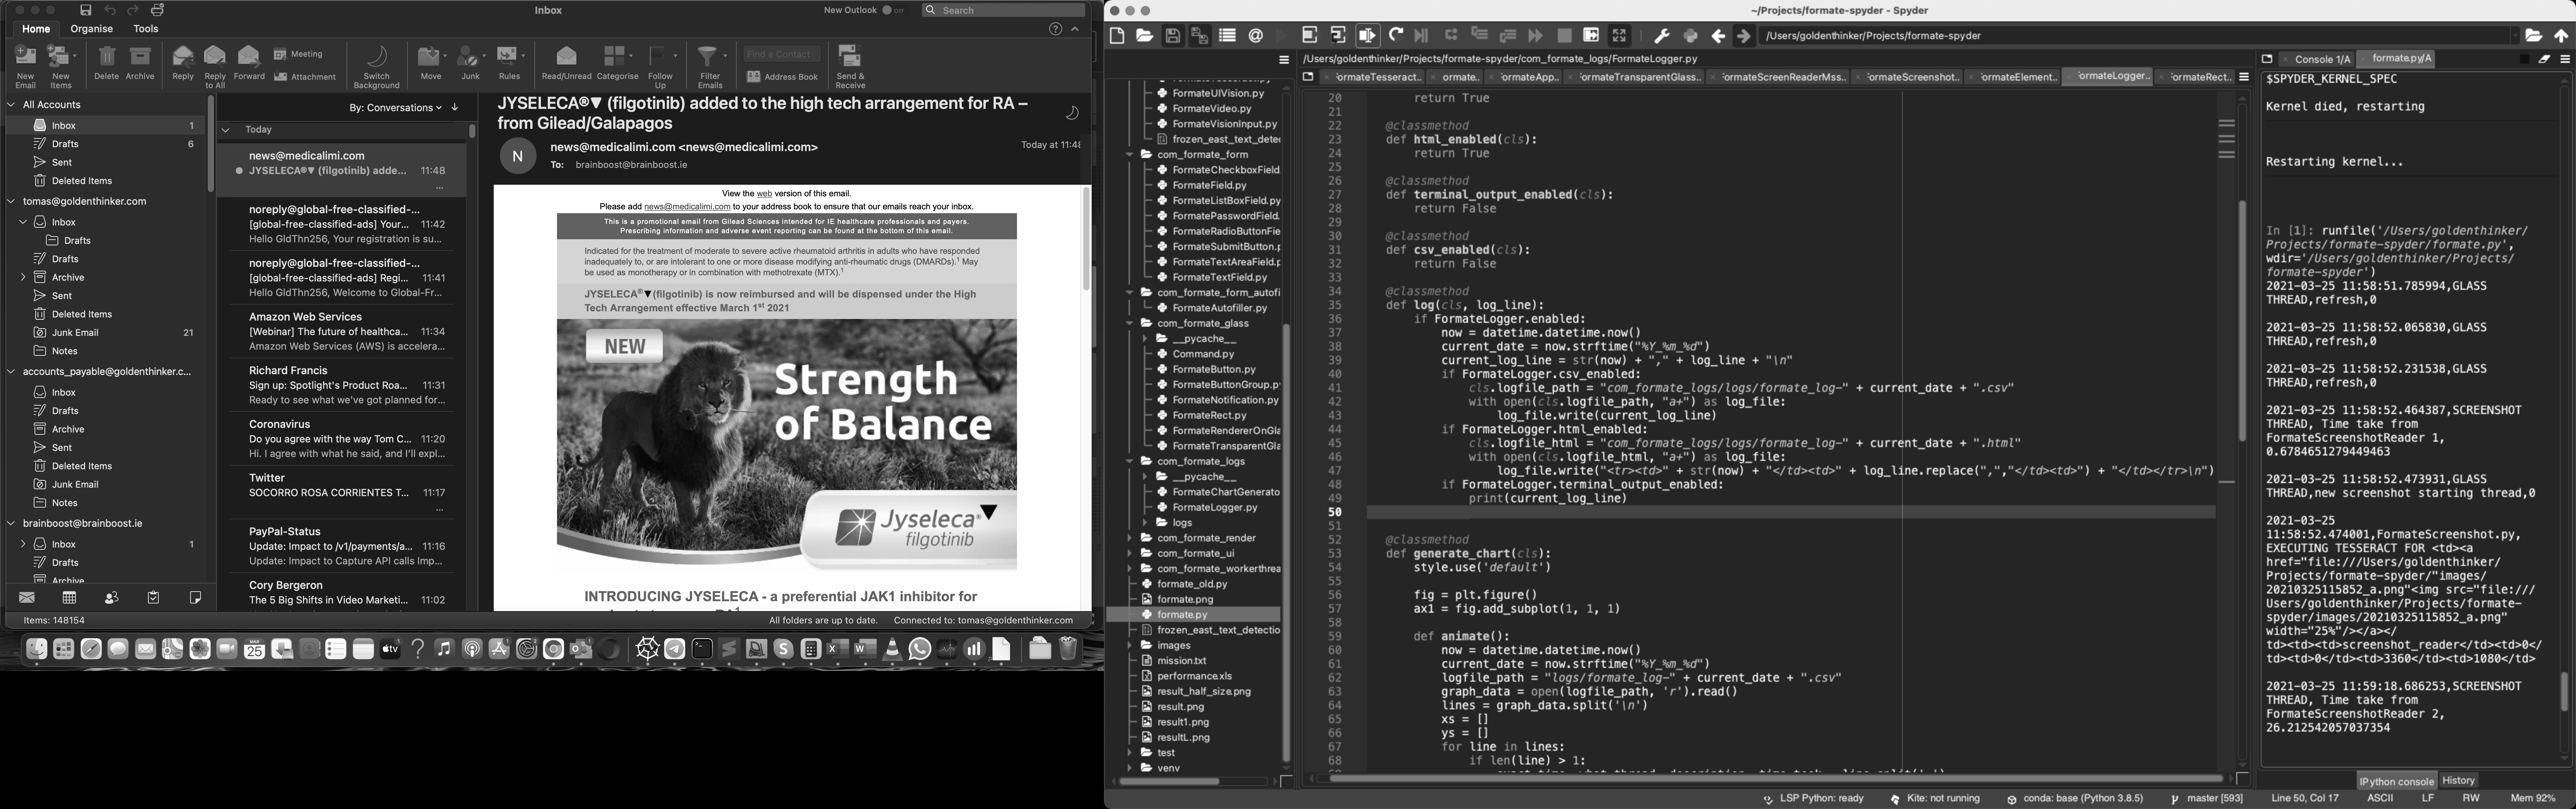 Inbox
New Outlook
Off
Search
Home
Organise
Tools
New
Email
New
Items
Delete
Archive
Reply
Reply
to All
Forward
Meeting
Attachment
Switch
Background
Move
Junk
Rules
Read/Unread
Categorise
Follow
Up
Filter
Emails
Find a Contact
Address Book
Send &
Receive
All Accounts
Inbox 1
Drafts 6
Sent
Deleted Items
tomas@goldenthinker.com
Inbox
Drafts
Drafts
Archive
Sent
Deleted Items
Junk Email 21
Notes
accounts_payable@goldenthinker.c...
Inbox
Drafts
Archive
Sent
Deleted Items
Junk Email
Notes
brainboost@brainboost.ie
Inbox 1
Drafts
Archive
Items: 148154
By: Conversations
Today
news@medicalimi.com
JYSELECA®▼ (filgotinib) adde... 11:48
...
noreply@global-free-classified-...
[global-free-classified-ads] Your... 11:42
Hello GldThn256, Your registration is su...
noreply@global-free-classified-...
[global-free-classified-ads] Regi... 11:41
Hello GldThn256, Welcome to Global-Fr...
Amazon Web Services
[Webinar] The future of healthca... 11:34
Amazon Web Services (AWS) is accelera...
Richard Francis
Sign up: Spotlight's Product Roa... 11:31
Ready to see what we've got planned for...
Coronavirus
Do you agree with the way Tom C... 11:20
Hi. I agree with what he said, and I'll expl...
Twitter
SOCORRO ROSA CORRIENTES T... 11:17
...
PayPal-Status
Update: Impact to /v1/payments/a... 11:16
Update: Impact to Capture API calls Imp...
Cory Bergeron
The 5 Big Shifts in Video Marketi... 11:02
JYSELECA®▼ (filgotinib) added to the high tech arrangement for RA –
from Gilead/Galapagos
N
news@medicalimi.com <news@medicalimi.com>
Today at 11:48
To: brainboost@brainboost.ie
View the web version of this email.
Please add news@medicalimi.com to your address book to ensure that our emails reach your inbox.
This is a promotional email from Gilead Sciences intended for IE healthcare professionals and payers.
Prescribing information and adverse event reporting can be found at the bottom of this email.
Indicated for the treatment of moderate to severe active rheumatoid arthritis in adults who have responded
inadequately to, or are intolerant to one or more disease modifying anti-rheumatic drugs (DMARDs).1 May
be used as monotherapy or in combination with methotrexate (MTX).1
JYSELECA®▼(filgotinib) is now reimbursed and will be dispensed under the High
Tech Arrangement effective March 1st 2021
NEW
Strength
of Balance
Jyseleca®▼
filgotinib
INTRODUCING JYSELECA - a preferential JAK1 inhibitor for
All folders are up to date.
Connected to: tomas@goldenthinker.com
MAR
25
tv
~/Projects/formate-spyder - Spyder
/Users/goldenthinker/Projects/formate-spyder
/Users/goldenthinker/Projects/formate-spyder/com_formate_logs/FormateLogger.py
ormateTesseract...
ormate...
ormateApp...
ormateTransparentGlass...
ormateScreenReaderMss...
ormateScreenshot...
ormateElement...
ormateLogger...
ormateRect...
FormateUIVision.py
FormateVideo.py
FormateVisionInput.py
frozen_east_text_detec
com_formate_form
FormateCheckboxField.
FormateField.py
FormateListBoxField.py
FormatePasswordField.
FormateRadioButtonFie
FormateSubmitButton.p
FormateTextAreaField.p
FormateTextField.py
com_formate_form_autofi
FormateAutofiller.py
com_formate_glass
__pycache__
Command.py
FormateButton.py
FormateButtonGroup.py
FormateNotification.py
FormateRect.py
FormateRendererOnGla
FormateTransparentGla
com_formate_logs
__pycache__
FormateChartGenerato
FormateLogger.py
logs
com_formate_render
com_formate_ui
com_formate_workerthrea
formate_old.py
formate.png
formate.py
frozen_east_text_detectio
images
mission.txt
performance.xls
result_half_size.png
result.png
result1.png
resultL.png
test
venv
20 return True
21
22 @classmethod
23 def html_enabled(cls):
24 return True
25
26 @classmethod
27 def terminal_output_enabled(cls):
28 return False
29
30 @classmethod
31 def csv_enabled(cls):
32 return False
33
34 @classmethod
35 def log(cls, log_line):
36 if FormateLogger.enabled:
37 now = datetime.datetime.now()
38 current_date = now.strftime("%Y_%m_%d")
39 current_log_line = str(now) + "," + log_line + "\n"
40 if FormateLogger.csv_enabled:
41 cls.logfile_path = "com_formate_logs/logs/formate_log-" + current_date + ".csv"
42 with open(cls.logfile_path, "a+") as log_file:
43 log_file.write(current_log_line)
44 if FormateLogger.html_enabled:
45 cls.logfile_html = "com_formate_logs/logs/formate_log-" + current_date + ".html"
46 with open(cls.logfile_html, "a+") as log_file:
47 log_file.write("<tr><td>" + str(now) + "</td><td>" + log_line.replace(",","</td><td>") + "</td></tr>\n")
48 if FormateLogger.terminal_output_enabled:
49 print(current_log_line)
50
51
52 @classmethod
53 def generate_chart(cls):
54 style.use('default')
55
56 fig = plt.figure()
57 ax1 = fig.add_subplot(1, 1, 1)
58
59 def animate():
60 now = datetime.datetime.now()
61 current_date = now.strftime("%Y_%m_%d")
62 logfile_path = "logs/formate_log-" + current_date + ".csv"
63 graph_data = open(logfile_path, 'r').read()
64 lines = graph_data.split('\n')
65 xs = []
66 ys = []
67 for line in lines:
68 if len(line) > 1:
Console 1/A
formate.py/A
$SPYDER_KERNEL_SPEC
Kernel died, restarting
Restarting kernel...
In [1]: runfile('/Users/goldenthinker/
Projects/formate-spyder/formate.py',
wdir='/Users/goldenthinker/Projects/
formate-spyder')
2021-03-25 11:58:51.785994,GLASS
THREAD,refresh,0
2021-03-25 11:58:52.065830,GLASS
THREAD,refresh,0
2021-03-25 11:58:52.231538,GLASS
THREAD,refresh,0
2021-03-25 11:58:52.464387,SCREENSHOT
THREAD, Time take from
FormateScreenshotReader 1,
0.6784651279449463
2021-03-25 11:58:52.473931,GLASS
THREAD,new screenshot starting thread,0
2021-03-25
11:58:52.474001,FormateScreenshot.py,
EXECUTING TESSERACT FOR <td><a
href="file:///Users/goldenthinker/
Projects/formate-spyder/"images/
20210325115852_a.png"<img src="file:///
Users/goldenthinker/Projects/formate-
spyder/images/20210325115852_a.png"
width="25%"/></a></
td><td><td>screenshot_reader</td><td>0</
td><td>0</td><td>3360</td><td>1080</td>
2021-03-25 11:59:18.686253,SCREENSHOT
THREAD, Time take from
FormateScreenshotReader 2,
26.212542057037354
IPython console
History
LSP Python: ready
Kite: not running
conda: base (Python 3.8.5)
master [593]
Line 50, Col 17
ASCII
LF
RW
Mem 92%